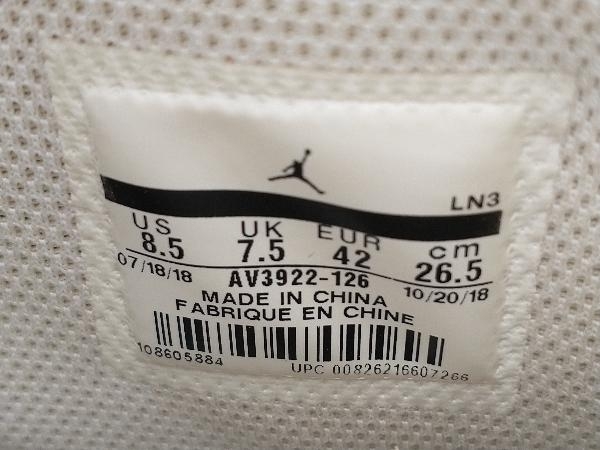 LN3
US UK EUR cm
8.5 7.5 42 26.5
07/18/18 AV3922-126 10/20/18
MADE IN CHINA
FABRIQUE EN CHINE
108605884 UPC 00826216607266